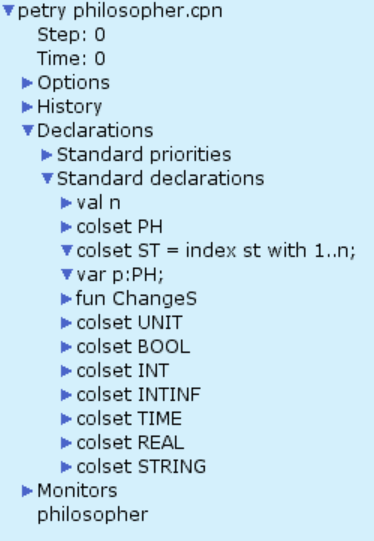 petry philosopher.cpn
Step: 0
Time: 0
Options
History
Declarations
Standard priorities
Standard declarations
val n
colset PH
colset ST = index st with 1..n;
var p:PH;
fun ChangeS
colset UNIT
colset BOOL
colset INT
colset INTINF
colset TIME
colset REAL
colset STRING
Monitors
philosopher